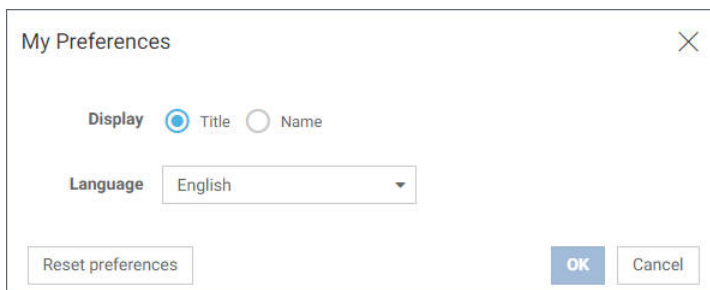 My Preferences
Display Title Name
Language English
Reset preferences OK Cancel